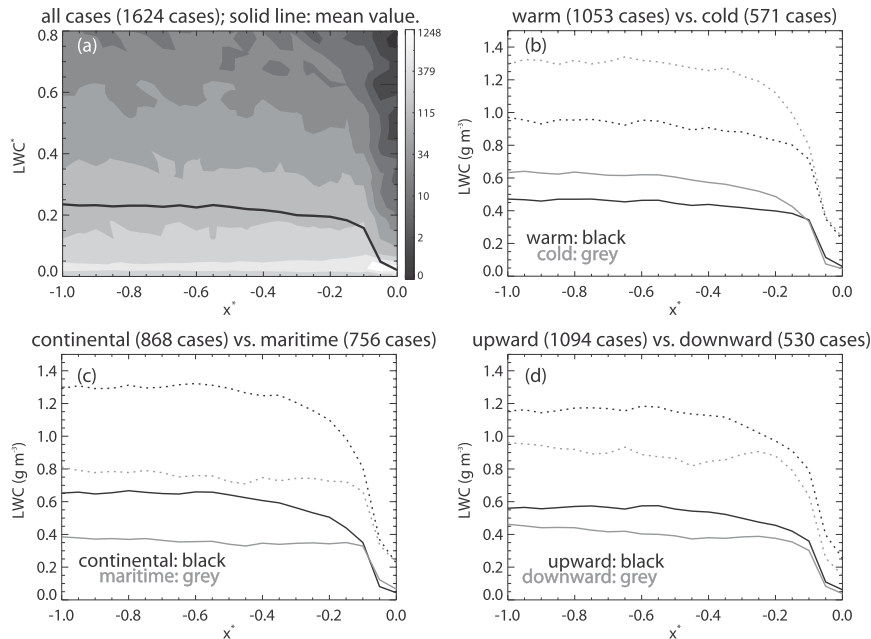 all cases (1624 cases); solid line: mean value.
(a)
0.8
0.6
0.4
0.2
0.0
LWC*
-1.0 -0.8 -0.6 -0.4 -0.2 0.0
x*
1248
379
115
34
10
2
0
warm (1053 cases) vs. cold (571 cases)
(b)
1.4
1.2
1.0
0.8
0.6
0.4
0.2
0.0
LWC (g m-³)
warm: black
cold: grey
-1.0 -0.8 -0.6 -0.4 -0.2 0.0
x*
continental (868 cases) vs. maritime (756 cases)
(c)
1.4
1.2
1.0
0.8
0.6
0.4
0.2
0.0
LWC (g m-³)
continental: black
maritime: grey
-1.0 -0.8 -0.6 -0.4 -0.2 0.0
x*
upward (1094 cases) vs. downward (530 cases)
(d)
1.4
1.2
1.0
0.8
0.6
0.4
0.2
0.0
LWC (g m-³)
upward: black
downward: grey
-1.0 -0.8 -0.6 -0.4 -0.2 0.0
x*